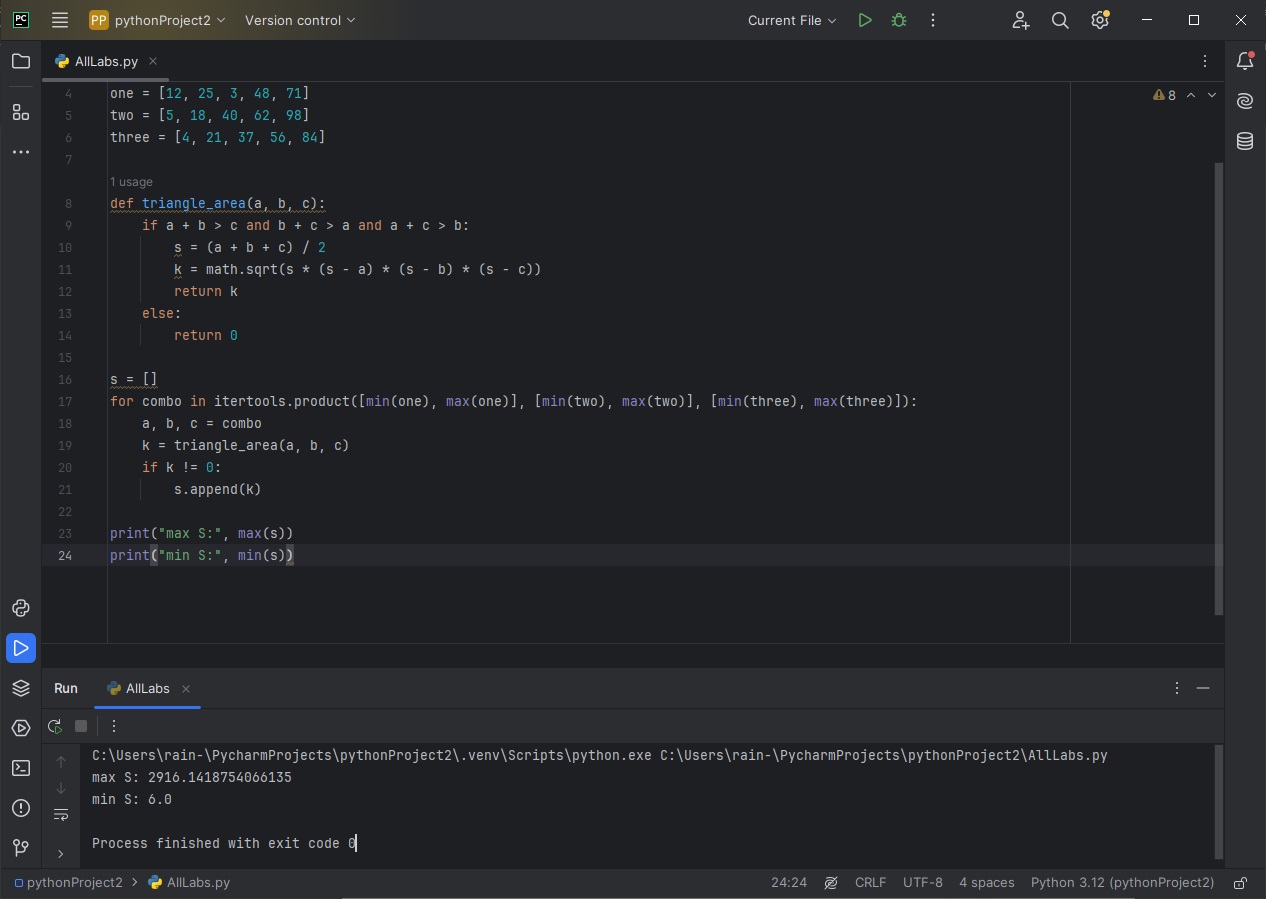 PC
PP pythonProject2 Version control Current File
AllLabs.py
8
4 one = [12, 25, 3, 48, 71]
5 two = [5, 18, 40, 62, 98]
6 three = [4, 21, 37, 56, 84]
7
1 usage
8 def triangle_area(a, b, c):
9 if a + b > c and b + c > a and a + c > b:
10 s = (a + b + c) / 2
11 k = math.sqrt(s * (s - a) * (s - b) * (s - c))
12 return k
13 else:
14 return 0
15
16 s = []
17 for combo in itertools.product([min(one), max(one)], [min(two), max(two)], [min(three), max(three)]):
18 a, b, c = combo
19 k = triangle_area(a, b, c)
20 if k != 0:
21 s.append(k)
22
23 print("max S:", max(s))
24 print("min S:", min(s))
Run AllLabs
C:\Users\rain-\PycharmProjects\pythonProject2\.venv\Scripts\python.exe C:\Users\rain-\PycharmProjects\pythonProject2\AllLabs.py
max S: 2916.1418754066135
min S: 6.0
Process finished with exit code 0
pythonProject2 > AllLabs.py 24:24 CRLF UTF-8 4 spaces Python 3.12 (pythonProject2)